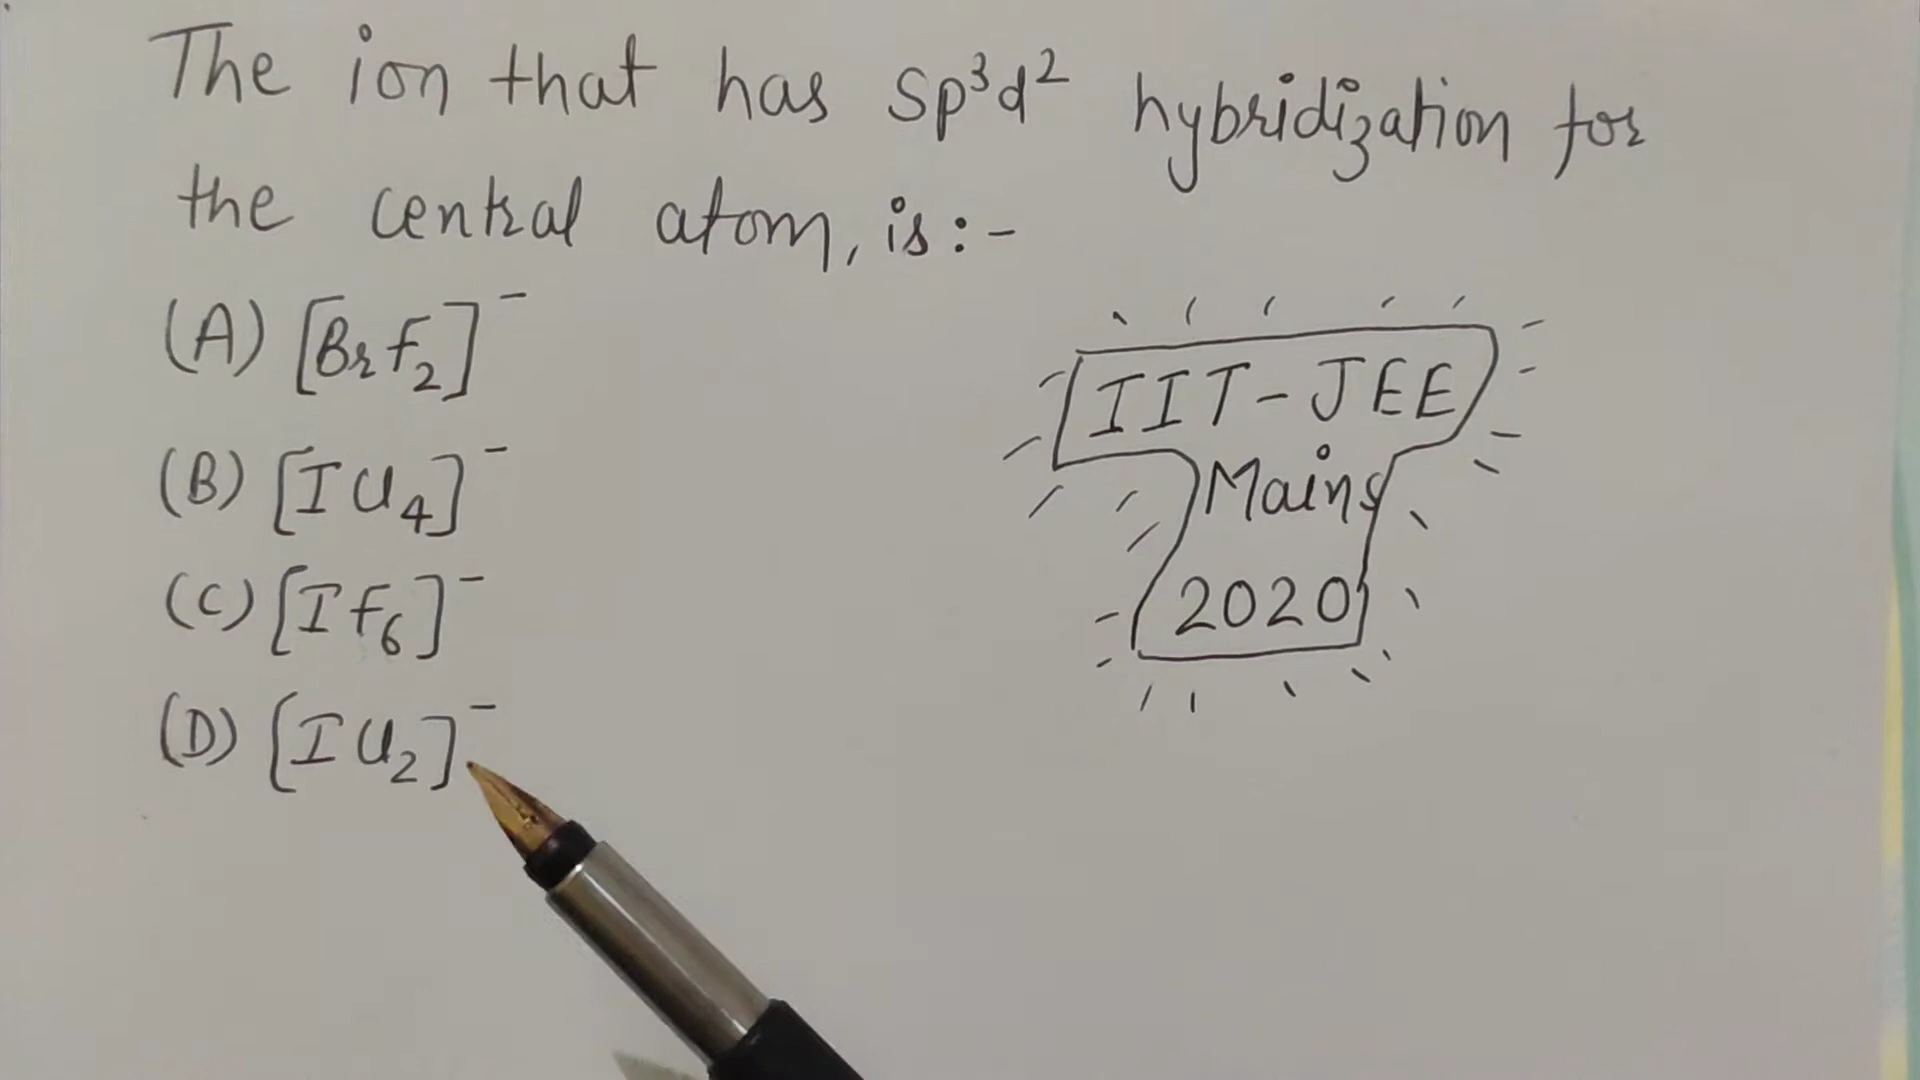 The ion that has sp³d² hybridization for
the central atom, is :-
(A) [BrF₂]⁻
(B) [ICl₄]⁻
(C) [IF₆]⁻
(D) [ICl₂]⁻
IIT-JEE
Mains
2020